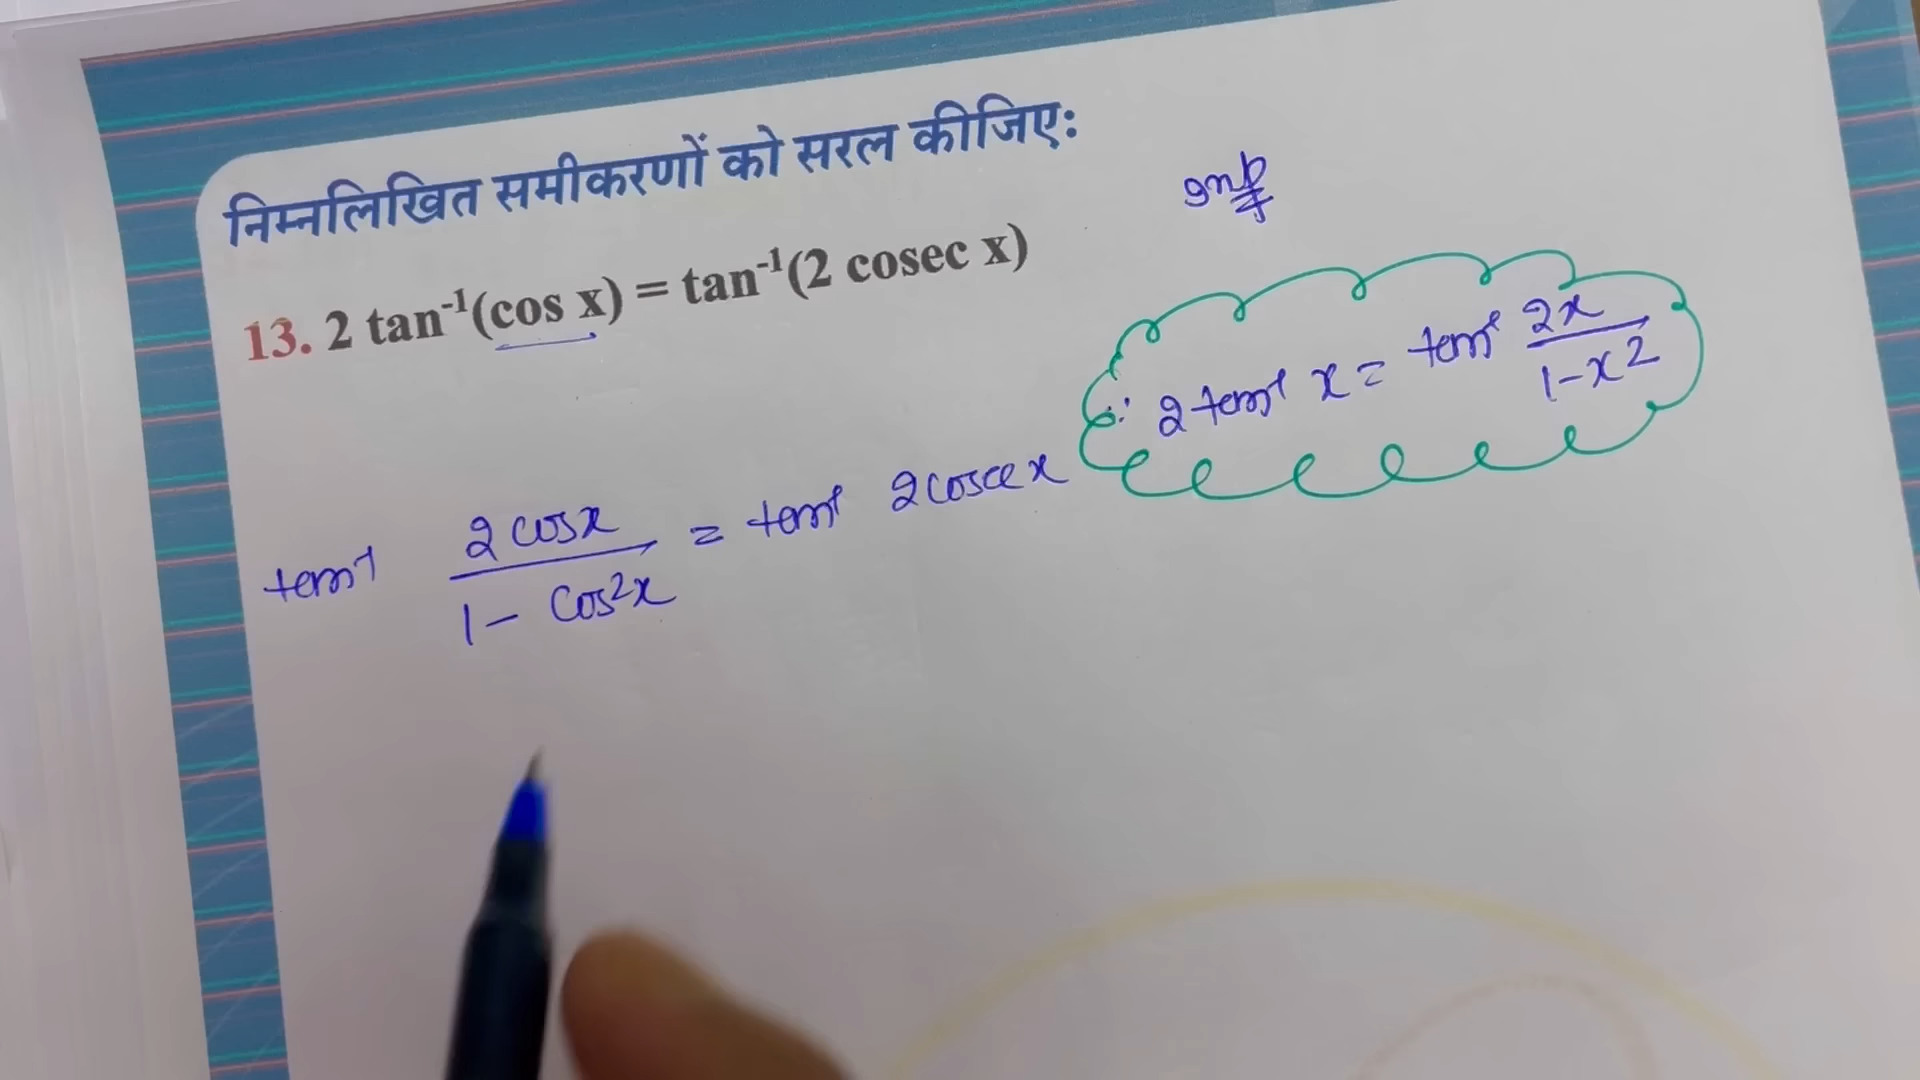 निम्नलिखित समीकरणों को सरल कीजिएः
Imp
13. 2 tan⁻¹(cos x) = tan⁻¹(2 cosec x)
∵ 2 tan⁻¹ x = tan⁻¹ 2x / 1-x²
tan⁻¹ 2 cosx / 1 - cos²x = tan⁻¹ 2 cosec x